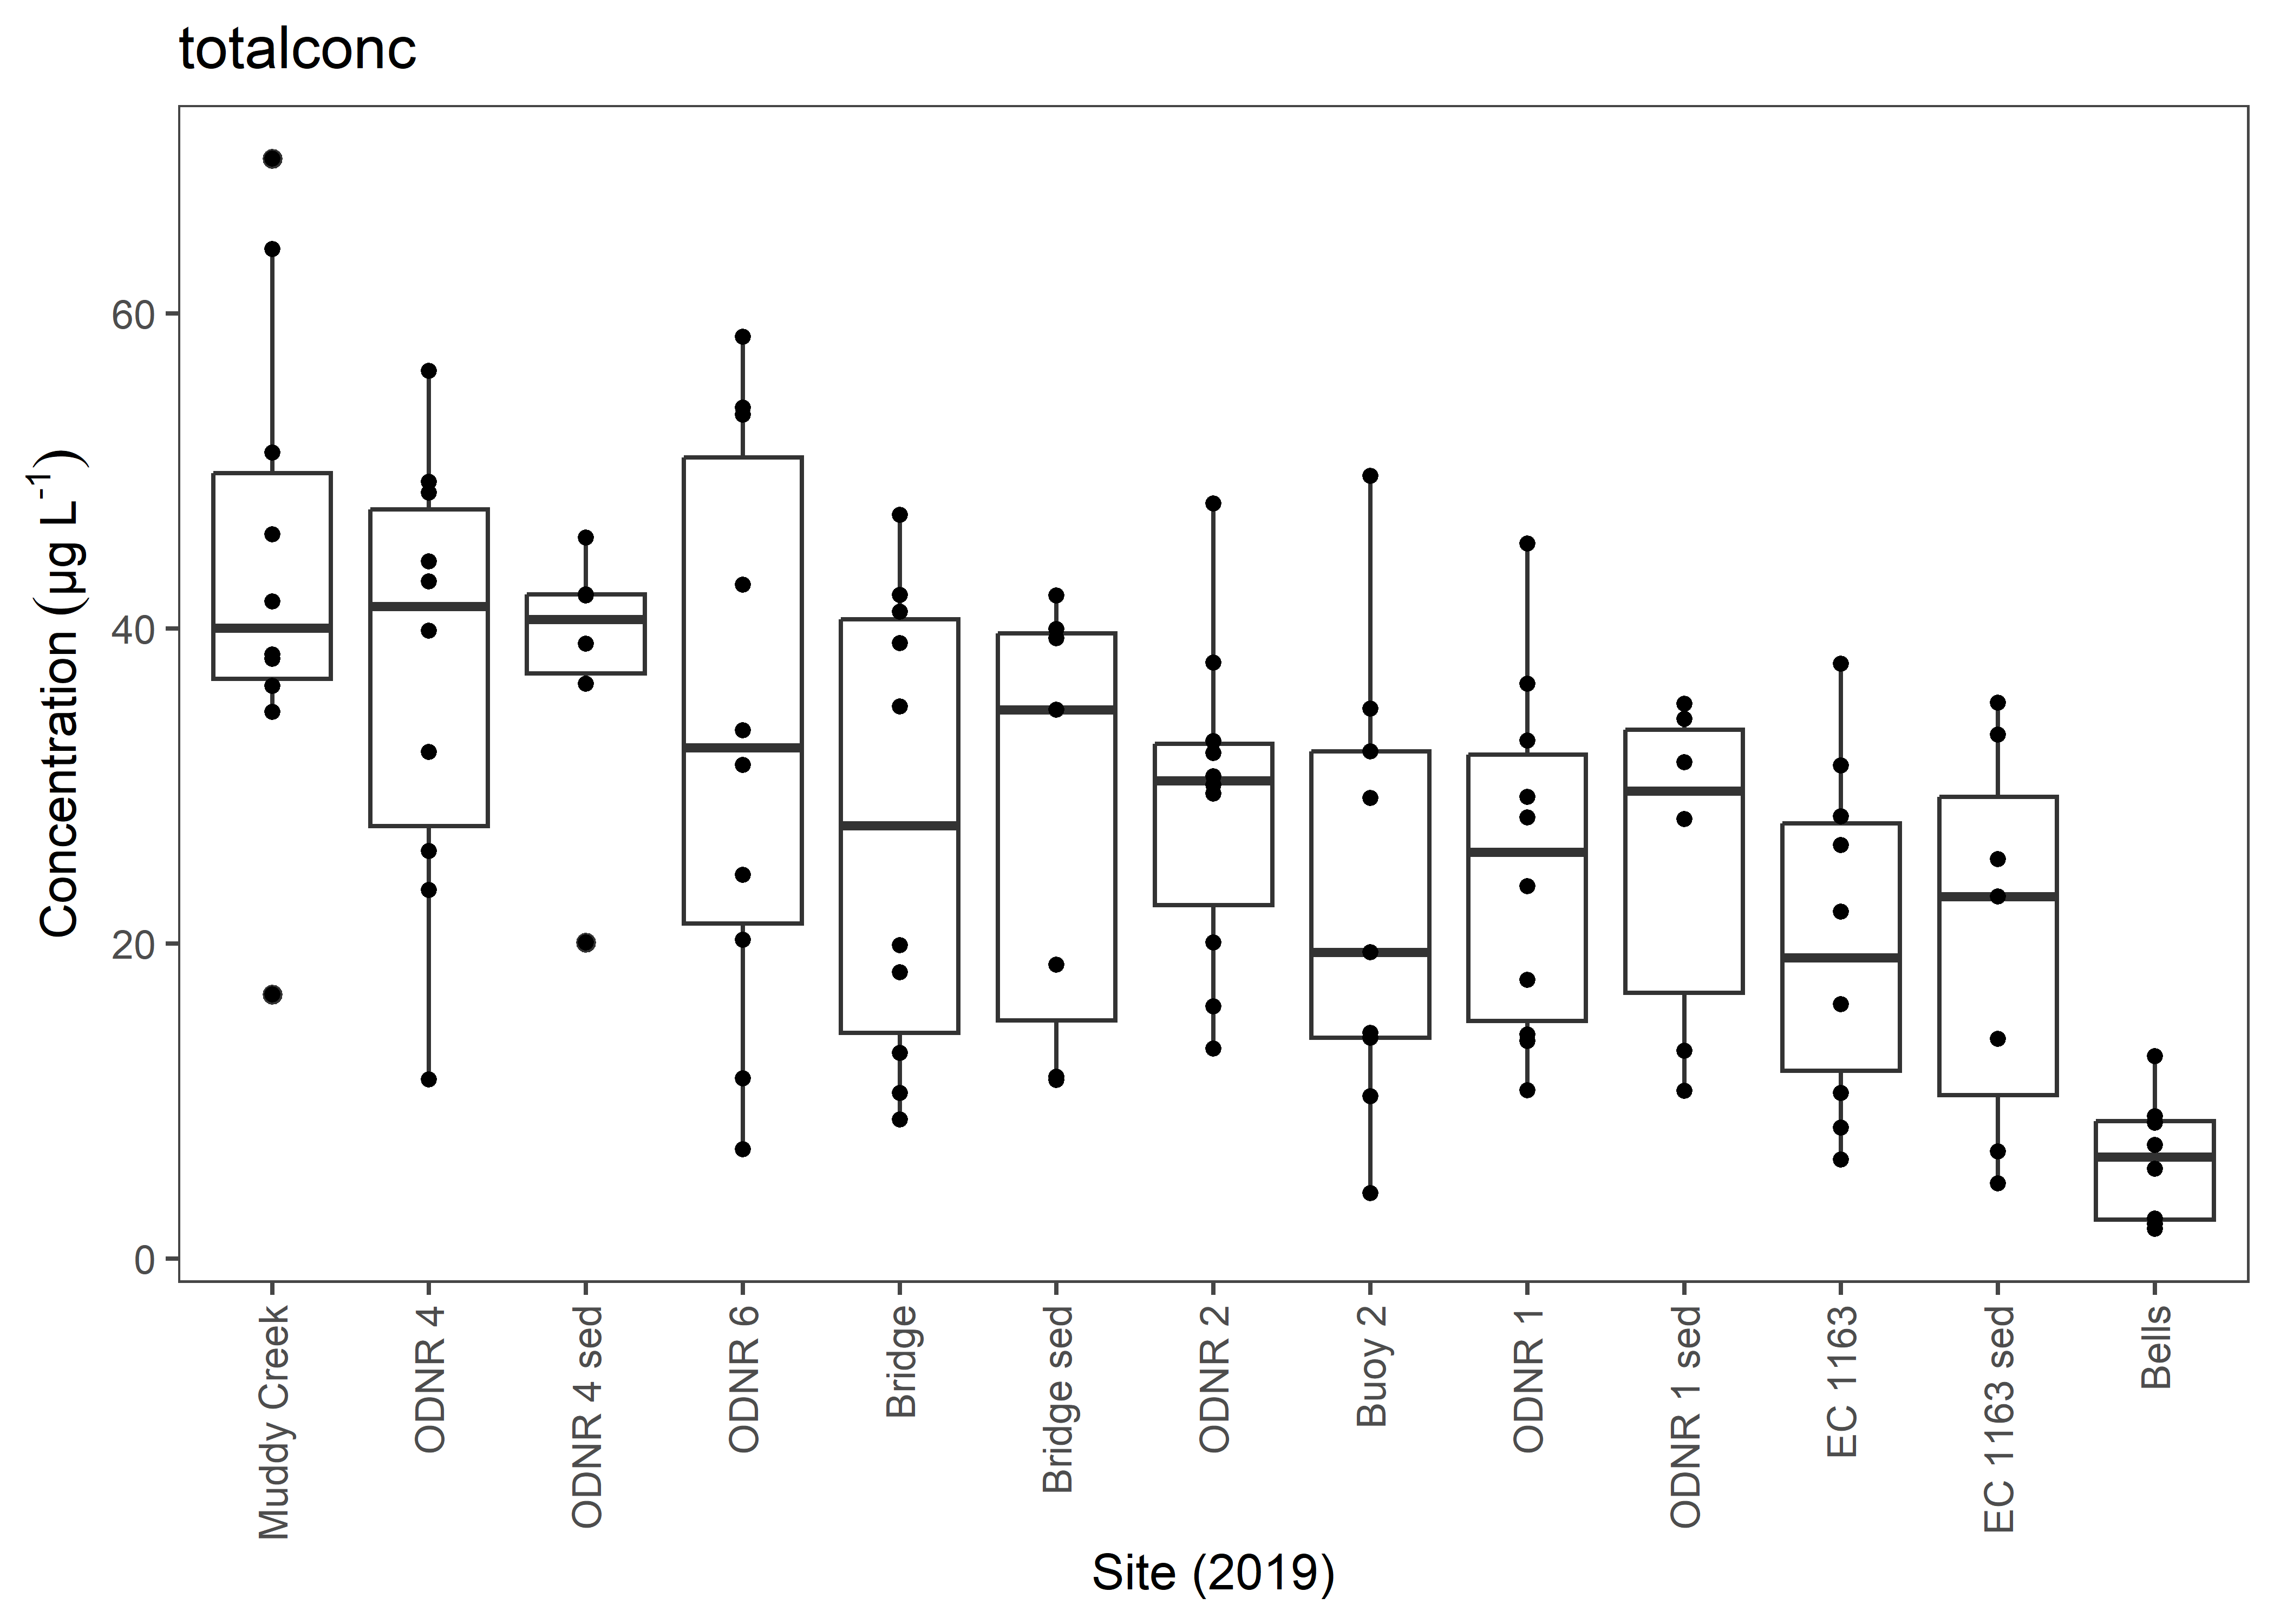 totalconc
Concentration (µg L⁻¹)
60
40
20
0
Muddy Creek
ODNR 4
ODNR 4 sed
ODNR 6
Bridge
Bridge sed
ODNR 2
Buoy 2
ODNR 1
ODNR 1 sed
EC 1163
EC 1163 sed
Bells
Site (2019)